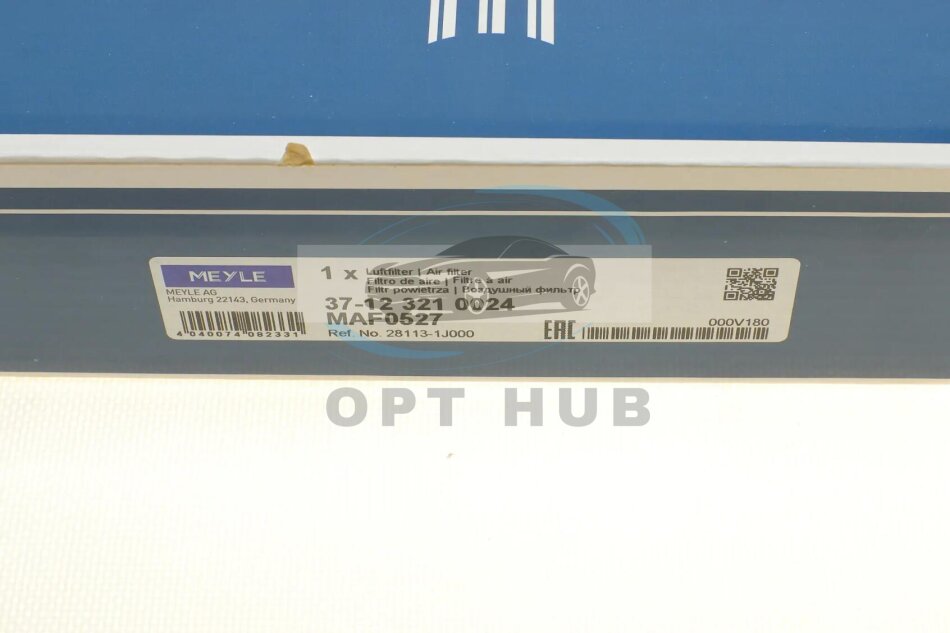 MEYLE
MEYLE AG
Hamburg 22143, Germany
4 040074 082331
1 x
Luftfilter | Air filter
Filtro de aire | Filtre à air
Filtr powietrza | Воздушный фильтр
37-12 321 0024
MAF0527
Ref. No. 28113-1J000
EAC
000V180
OPT HUB